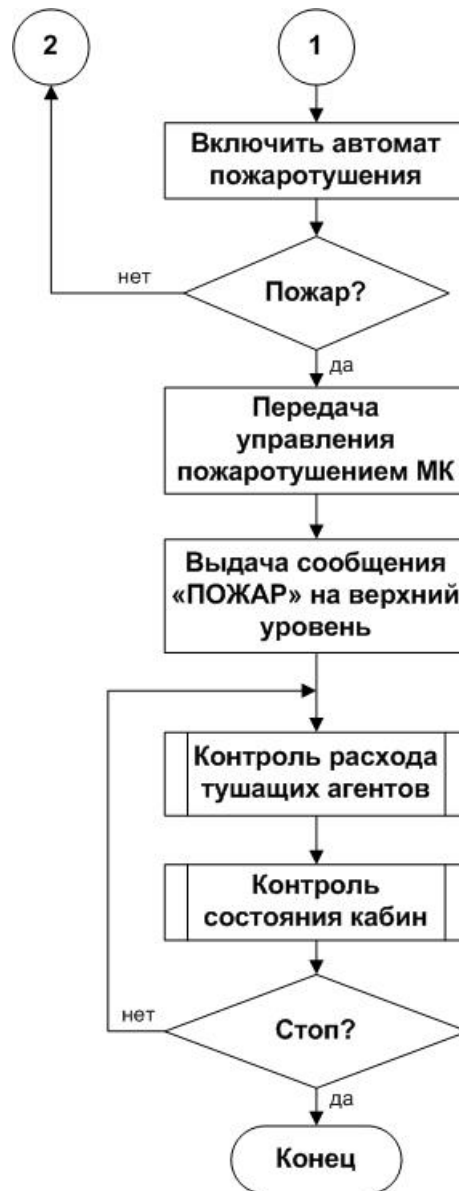 2
1
Включить автомат
пожаротушения
нет
Пожар?
да
Передача
управления
пожаротушением МК
Выдача сообщения
«ПОЖАР» на верхний
уровень
Контроль расхода
тушащих агентов
Контроль
состояния кабин
нет
Стоп?
да
Конец